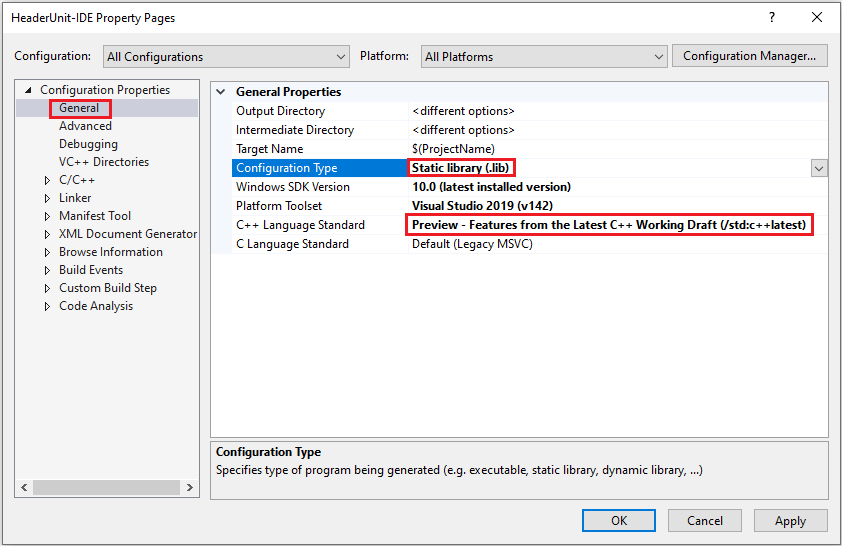 HeaderUnit-IDE Property Pages ?
Configuration: All Configurations Platform: All Platforms Configuration Manager...
Configuration Properties
General
Advanced
Debugging
VC++ Directories
C/C++
Linker
Manifest Tool
XML Document Generator
Browse Information
Build Events
Custom Build Step
Code Analysis
General Properties
Output Directory <different options>
Intermediate Directory <different options>
Target Name $(ProjectName)
Configuration Type Static library (.lib)
Windows SDK Version 10.0 (latest installed version)
Platform Toolset Visual Studio 2019 (v142)
C++ Language Standard Preview - Features from the Latest C++ Working Draft (/std:c++latest)
C Language Standard Default (Legacy MSVC)
Configuration Type
Specifies type of program being generated (e.g. executable, static library, dynamic library, ...)
OK Cancel Apply